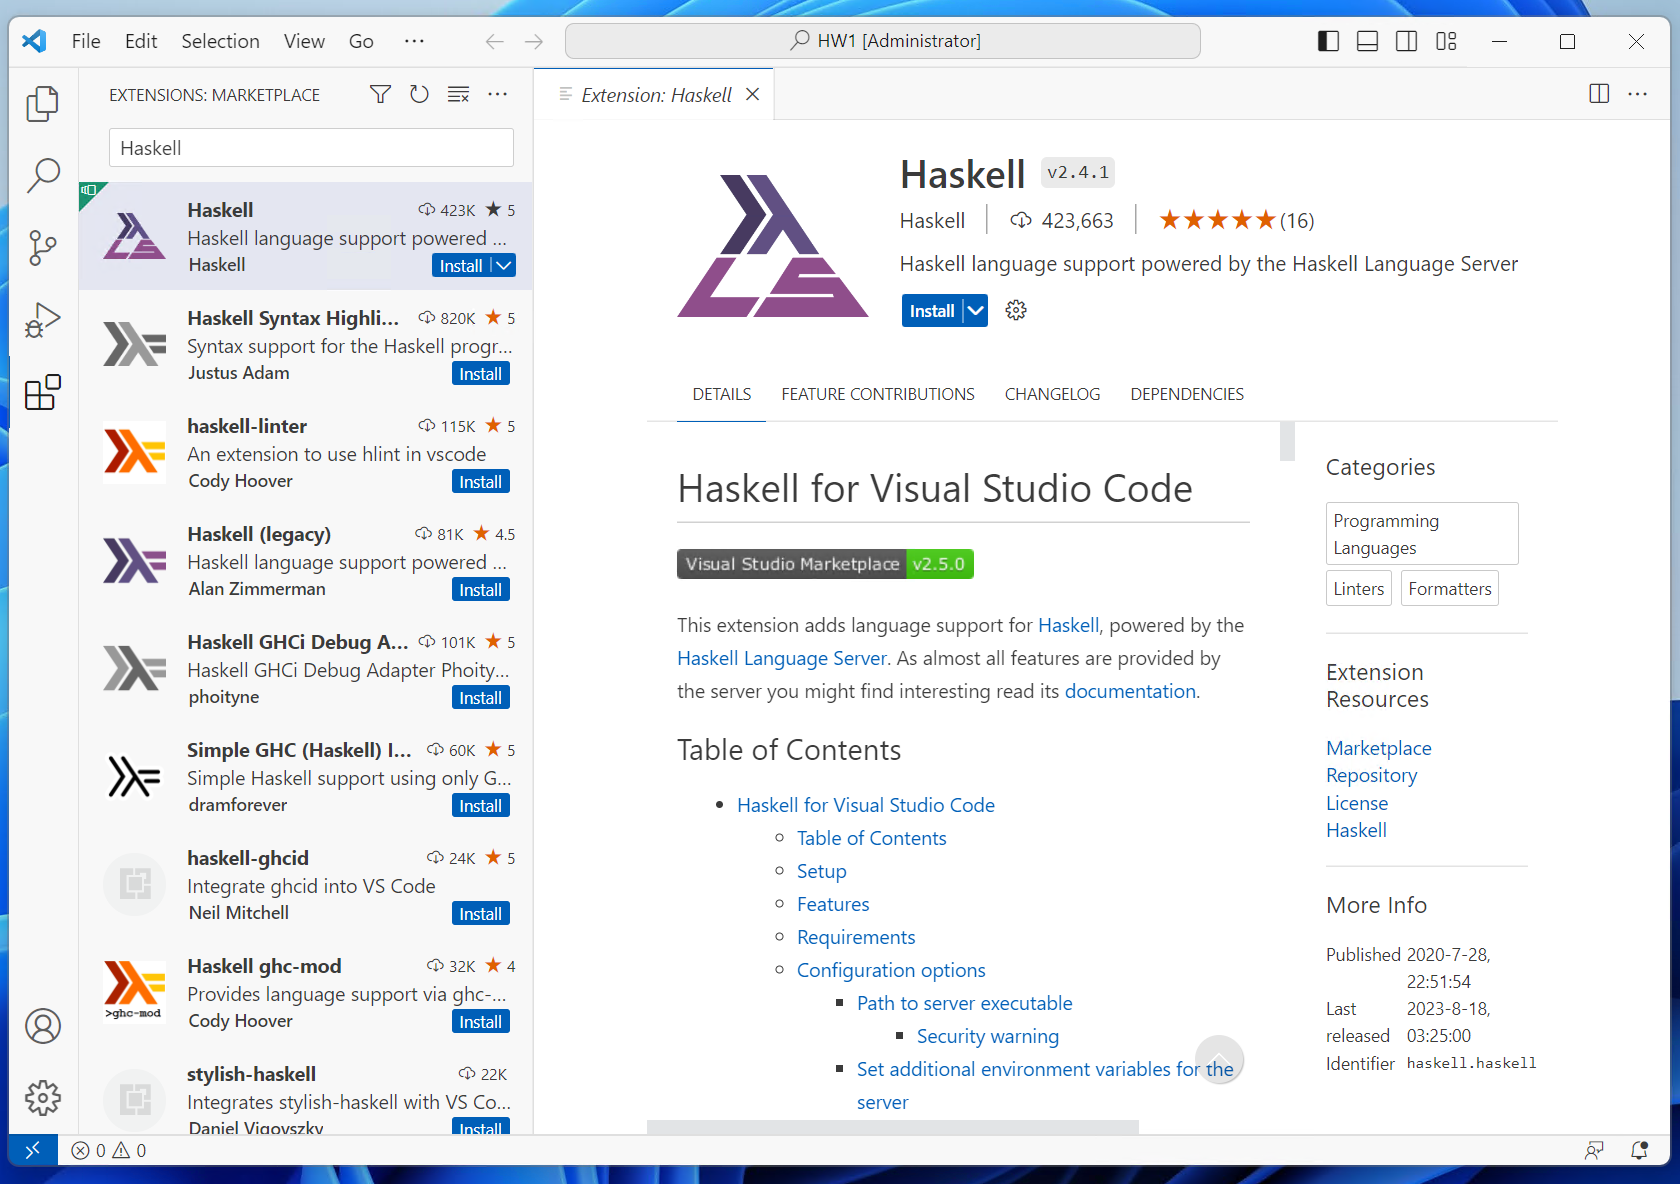 File Edit Selection View Go ···
HW1 [Administrator]
EXTENSIONS: MARKETPLACE
Haskell
Haskell 423K ★ 5
Haskell language support powered ...
Haskell Install
Haskell Syntax Highli... 820K ★ 5
Syntax support for the Haskell progr...
Justus Adam Install
haskell-linter 115K ★ 5
An extension to use hlint in vscode
Cody Hoover Install
Haskell (legacy) 81K ★ 4.5
Haskell language support powered ...
Alan Zimmerman Install
Haskell GHCi Debug A... 101K ★ 5
Haskell GHCi Debug Adapter Phoity...
phoityne Install
Simple GHC (Haskell) I... 60K ★ 5
Simple Haskell support using only G...
dramforever Install
haskell-ghcid 24K ★ 5
Integrate ghcid into VS Code
Neil Mitchell Install
>ghc-mod
Haskell ghc-mod 32K ★ 4
Provides language support via ghc-...
Cody Hoover Install
stylish-haskell 22K
Integrates stylish-haskell with VS Co...
Daniel Vigovszky Install
Extension: Haskell
Haskell v2.4.1
Haskell 423,663 ★★★★★(16)
Haskell language support powered by the Haskell Language Server
Install
DETAILS FEATURE CONTRIBUTIONS CHANGELOG DEPENDENCIES
Haskell for Visual Studio Code
Visual Studio Marketplace v2.5.0
This extension adds language support for Haskell, powered by the
Haskell Language Server. As almost all features are provided by
the server you might find interesting read its documentation.
Table of Contents
• Haskell for Visual Studio Code
◦ Table of Contents
◦ Setup
◦ Features
◦ Requirements
◦ Configuration options
▪ Path to server executable
▪ Security warning
▪ Set additional environment variables for the
server
Categories
Programming
Languages
Linters Formatters
Extension
Resources
Marketplace
Repository
License
Haskell
More Info
Published 2020-7-28,
22:51:54
Last 2023-8-18,
released 03:25:00
Identifier haskell.haskell
0 0